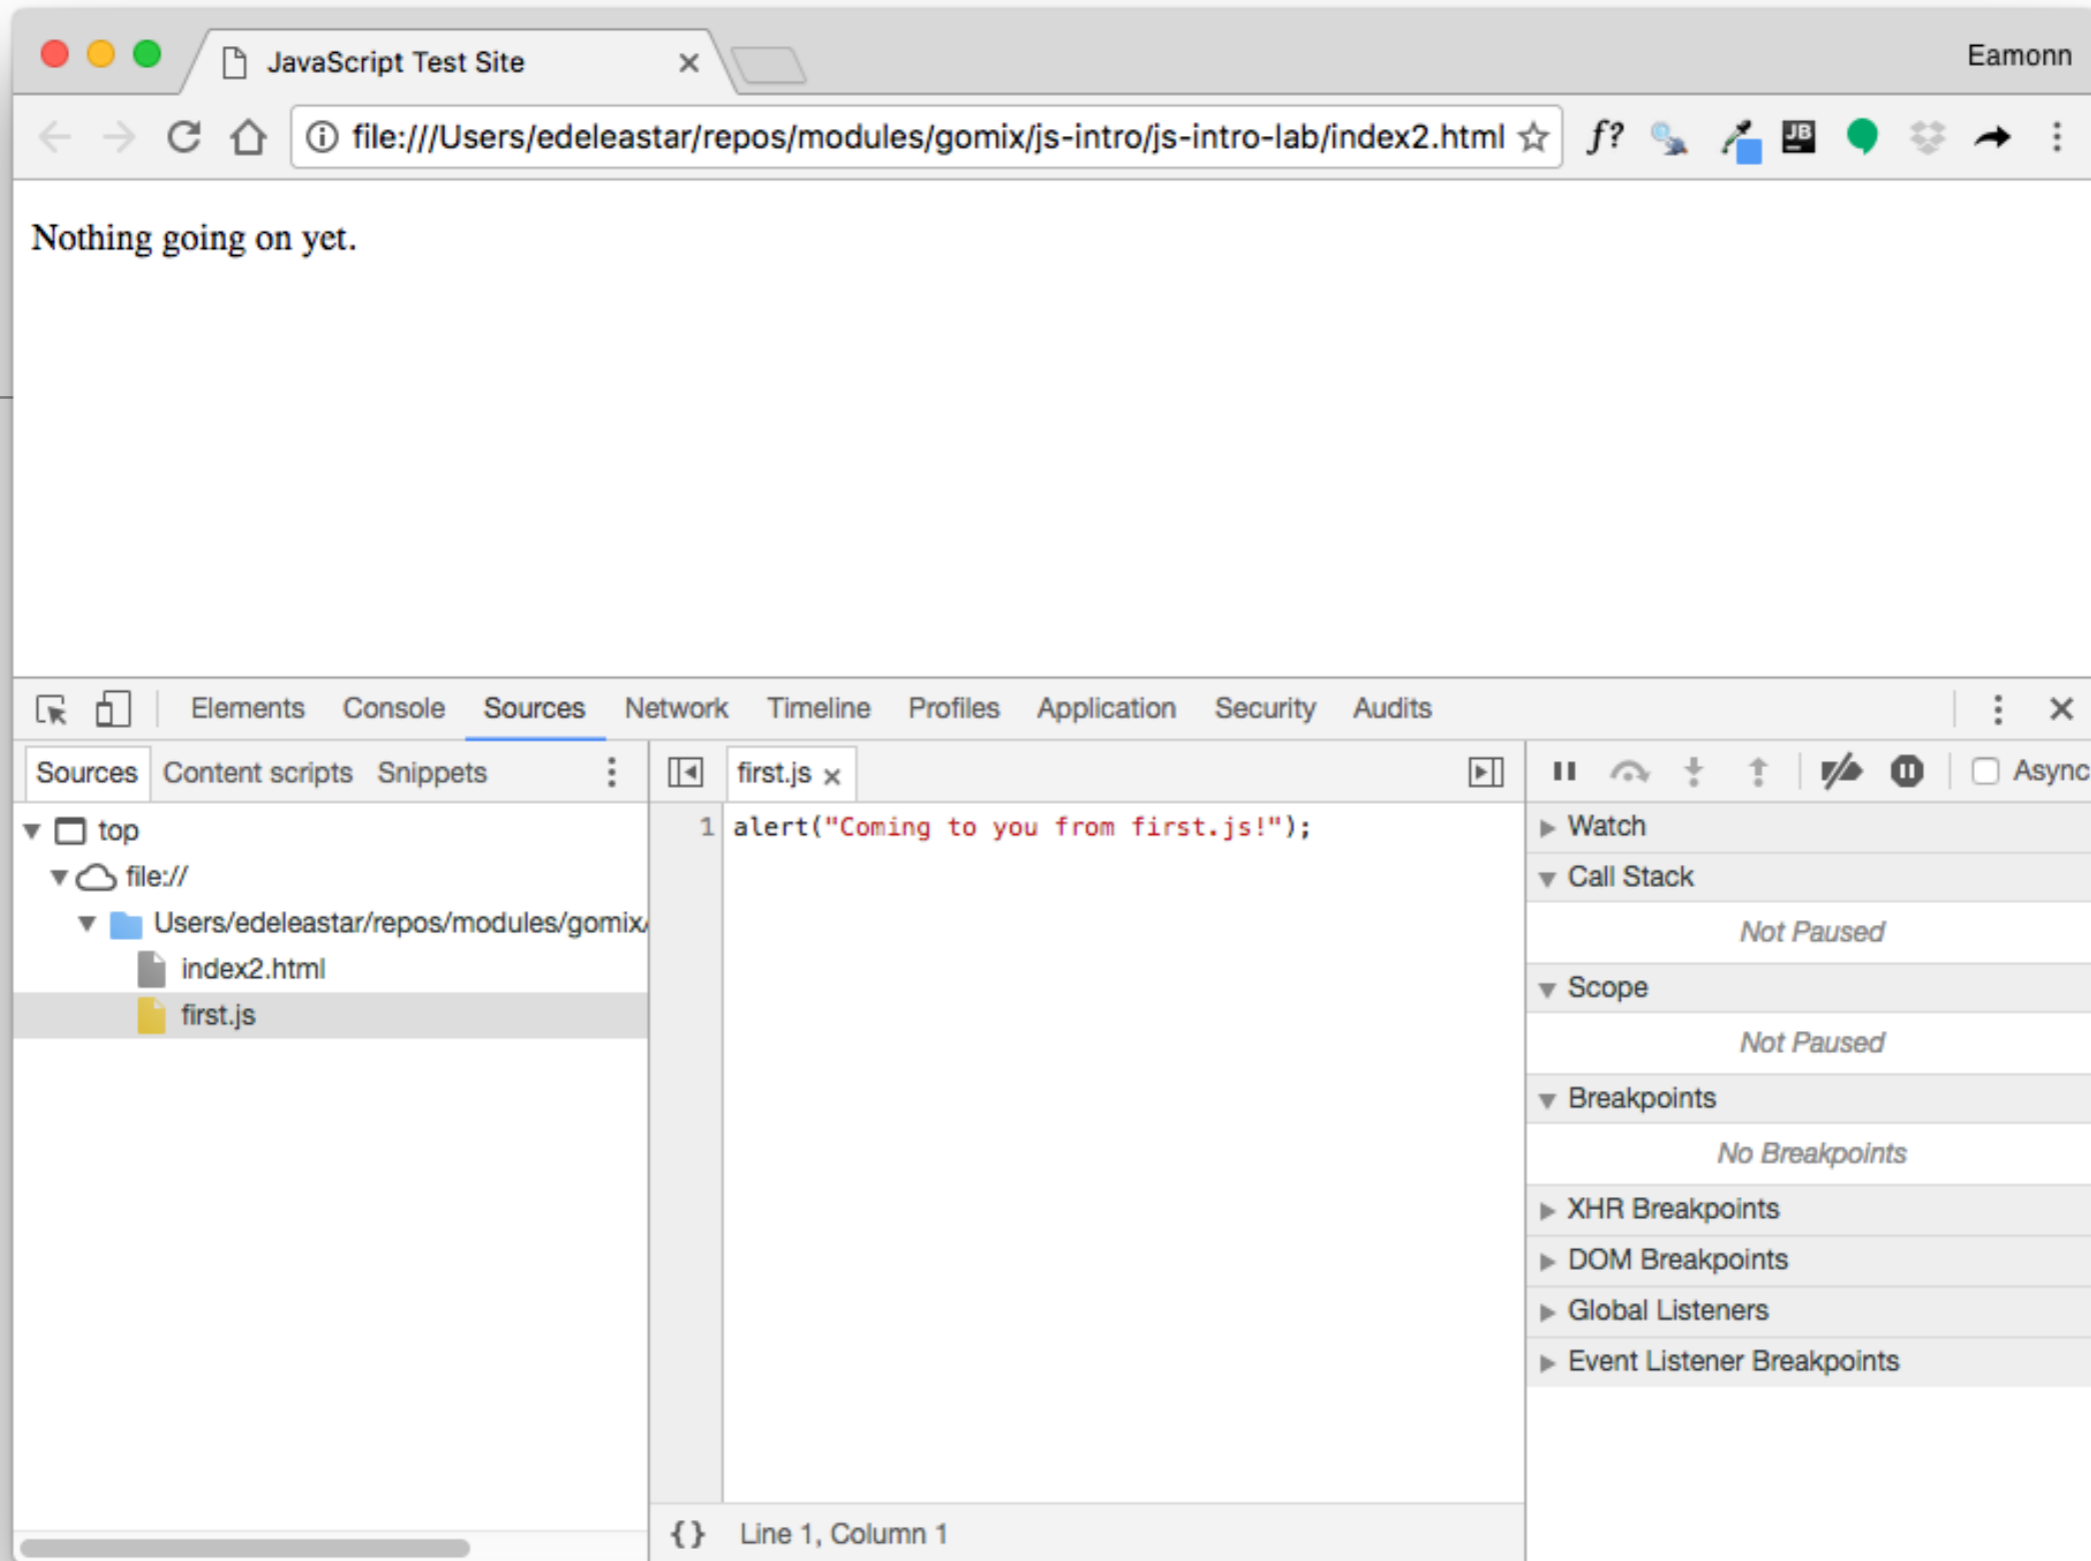 JavaScript Test Site
Eamonn
file:///Users/edeleastar/repos/modules/gomix/js-intro/js-intro-lab/index2.html
f?
JB
Nothing going on yet.
Elements Console Sources Network Timeline Profiles Application Security Audits
Sources Content scripts Snippets
first.js
Async
top
file://
Users/edeleastar/repos/modules/gomix/
index2.html
first.js
1 alert("Coming to you from first.js!");
{} Line 1, Column 1
Watch
Call Stack
Not Paused
Scope
Not Paused
Breakpoints
No Breakpoints
XHR Breakpoints
DOM Breakpoints
Global Listeners
Event Listener Breakpoints